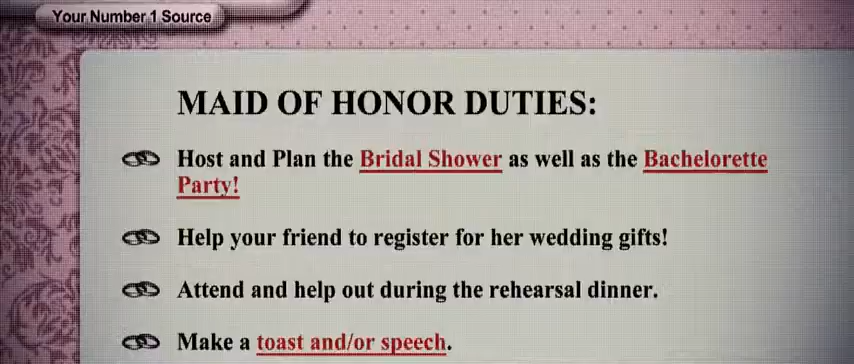 Your Number 1 Source
MAID OF HONOR DUTIES:
Host and Plan the Bridal Shower as well as the Bachelorette
Party!
Help your friend to register for her wedding gifts!
Attend and help out during the rehearsal dinner.
Make a toast and/or speech.